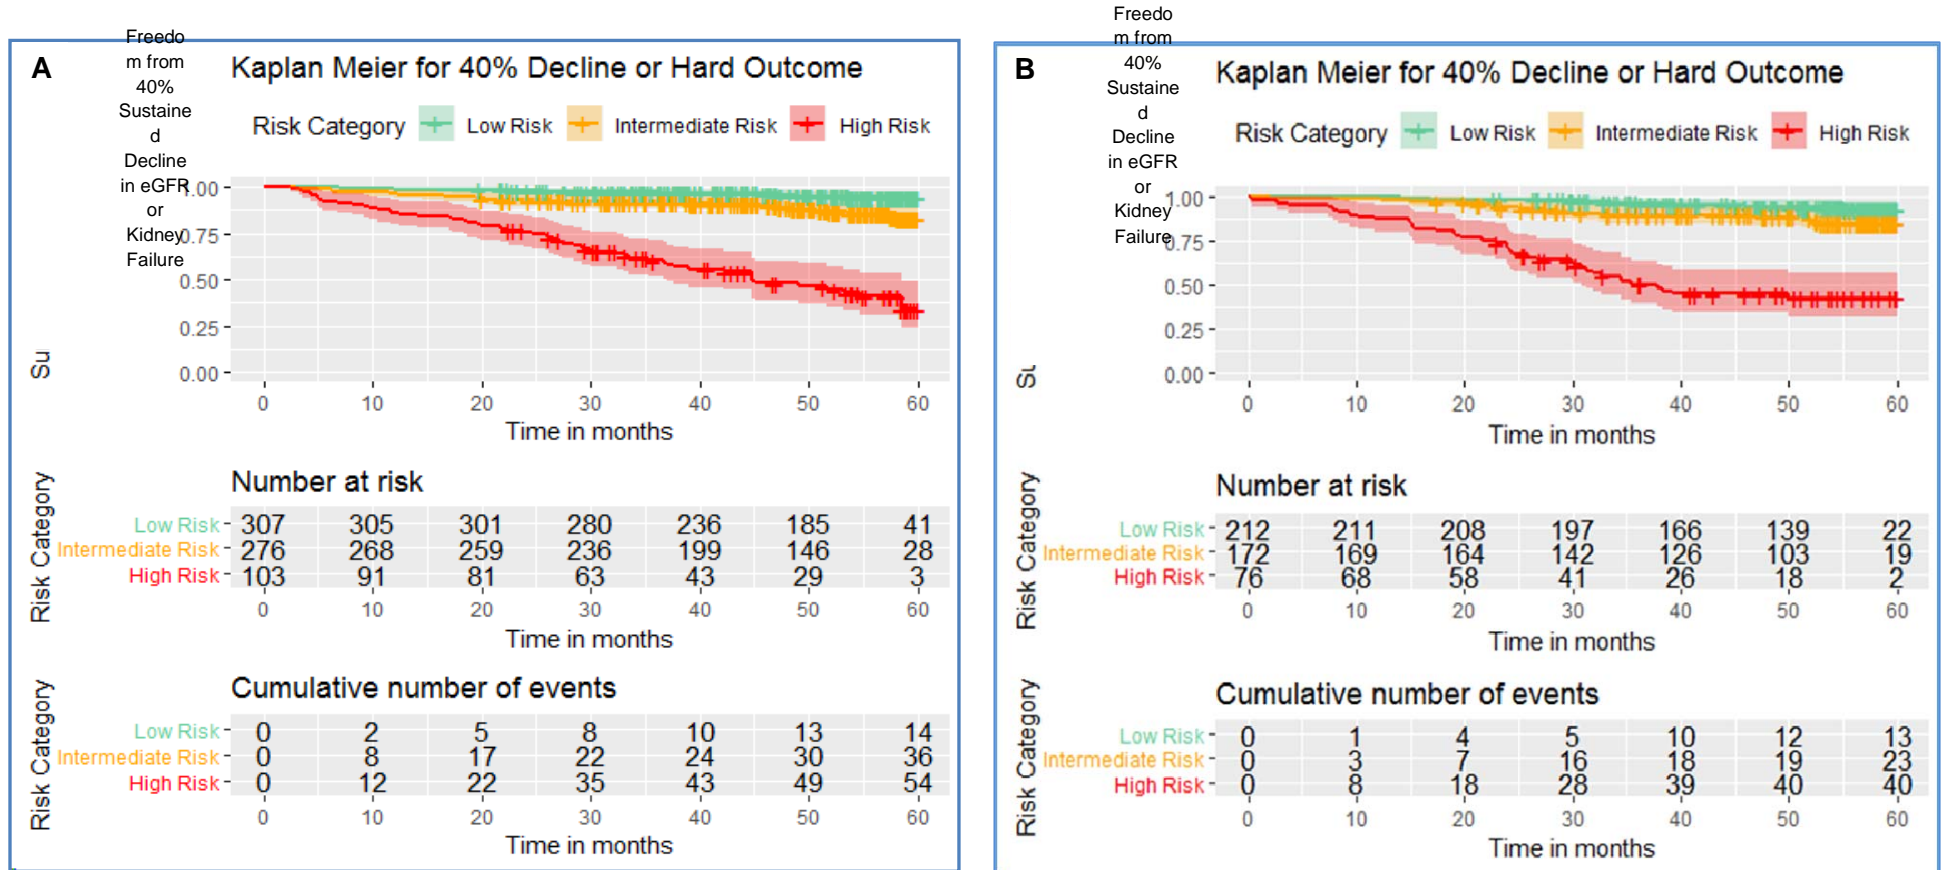 A
Freedo
m from
40%
Sustaine
d
Decline
in eGFR
or
Kidney
Failure
Kaplan Meier for 40% Decline or Hard Outcome
Risk Category Low Risk Intermediate Risk High Risk
1.00
0.75
0.50
0.25
0.00
Su
0 10 20 30 40 50 60
Time in months
Number at risk
Risk Category
Low Risk 307 305 301 280 236 185 41
Intermediate Risk 276 268 259 236 199 146 28
High Risk 103 91 81 63 43 29 3
0 10 20 30 40 50 60
Time in months
Cumulative number of events
Risk Category
Low Risk 0 2 5 8 10 13 14
Intermediate Risk 0 8 17 22 24 30 36
High Risk 0 12 22 35 43 49 54
0 10 20 30 40 50 60
Time in months
B
Freedo
m from
40%
Sustaine
d
Decline
in eGFR
or
Kidney
Failure
Kaplan Meier for 40% Decline or Hard Outcome
Risk Category Low Risk Intermediate Risk High Risk
1.00
0.75
0.50
0.25
0.00
0 10 20 30 40 50 60
Time in months
Number at risk
Risk Category
Low Risk 212 211 208 197 166 139 22
Intermediate Risk 172 169 164 142 126 103 19
High Risk 76 68 58 41 26 18 2
0 10 20 30 40 50 60
Time in months
Cumulative number of events
Risk Category
Low Risk 0 1 4 5 10 12 13
Intermediate Risk 0 3 7 16 18 19 23
High Risk 0 8 18 28 39 40 40
0 10 20 30 40 50 60
Time in months